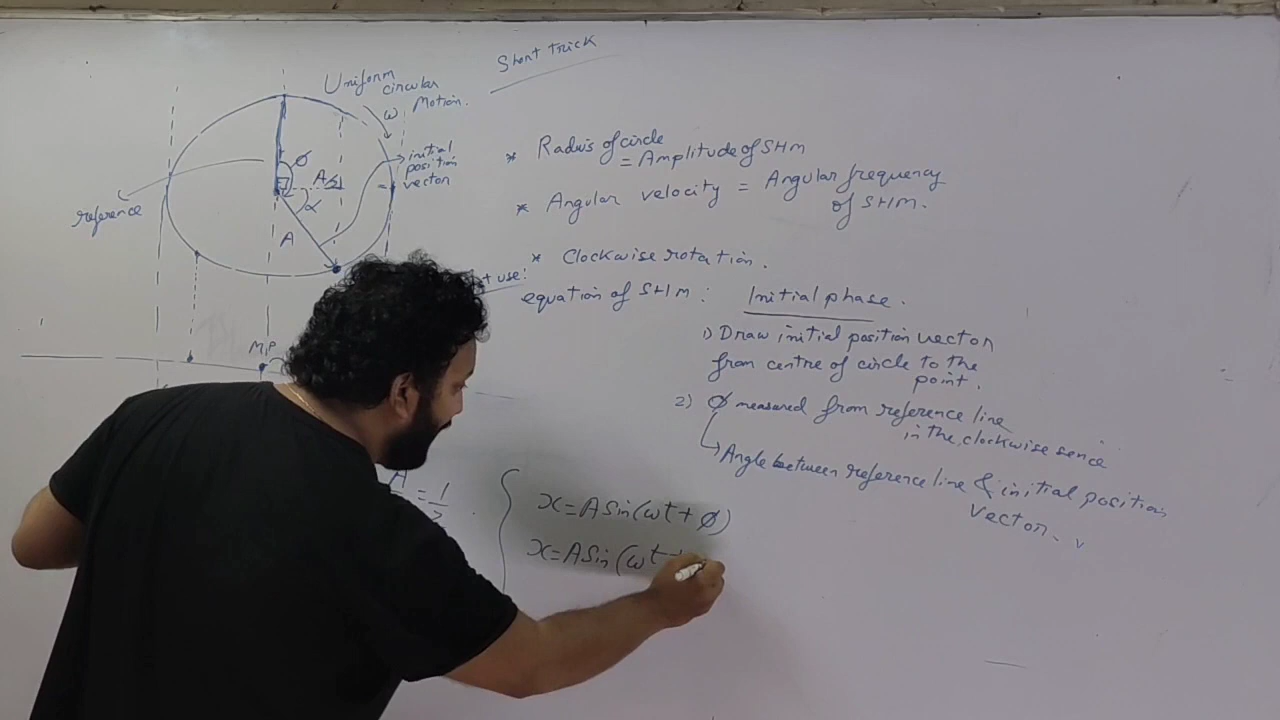 Short trick
Uniform
circular
Motion.
ω
initial
position
vector
Ø
α
A
reference
M.P
* Radius of circle
= Amplitude of SHM
* Angular velocity = Angular frequency
of SHM.
* Clockwise rotation.
use:
equation of SHM : Initial phase.
1) Draw initial position vector
from centre of circle to the
point.
2) Ø measured from reference line
in the clockwise sence
Angle between reference line & initial position
vector.
x = A sin(ωt + Ø)
x = A sin(ωt +